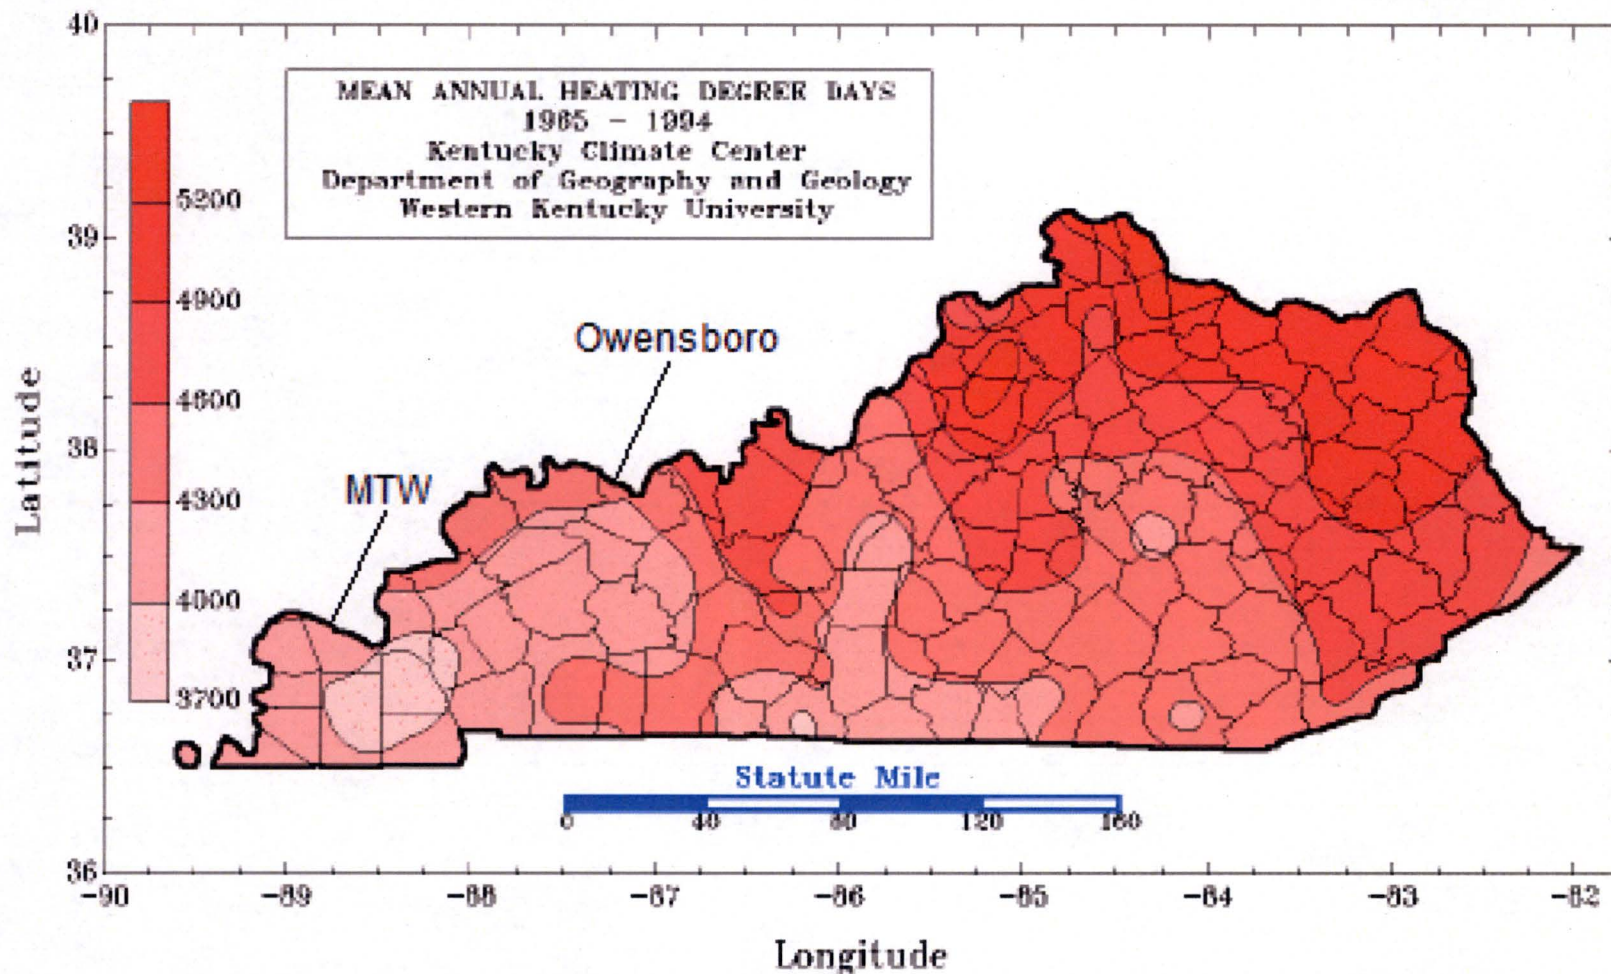 40
MEAN ANNUAL HEATING DEGREE DAYS
1965 - 1994
Kentucky Climate Center
Department of Geography and Geology
Western Kentucky University
5200
39
4900
Owensboro
4600
38
MTW
4300
4000
37
3700
Statute Mile
0 40 80 120 160
36
-90 -89 -88 -87 -86 -85 -84 -83 -82
Latitude
Longitude